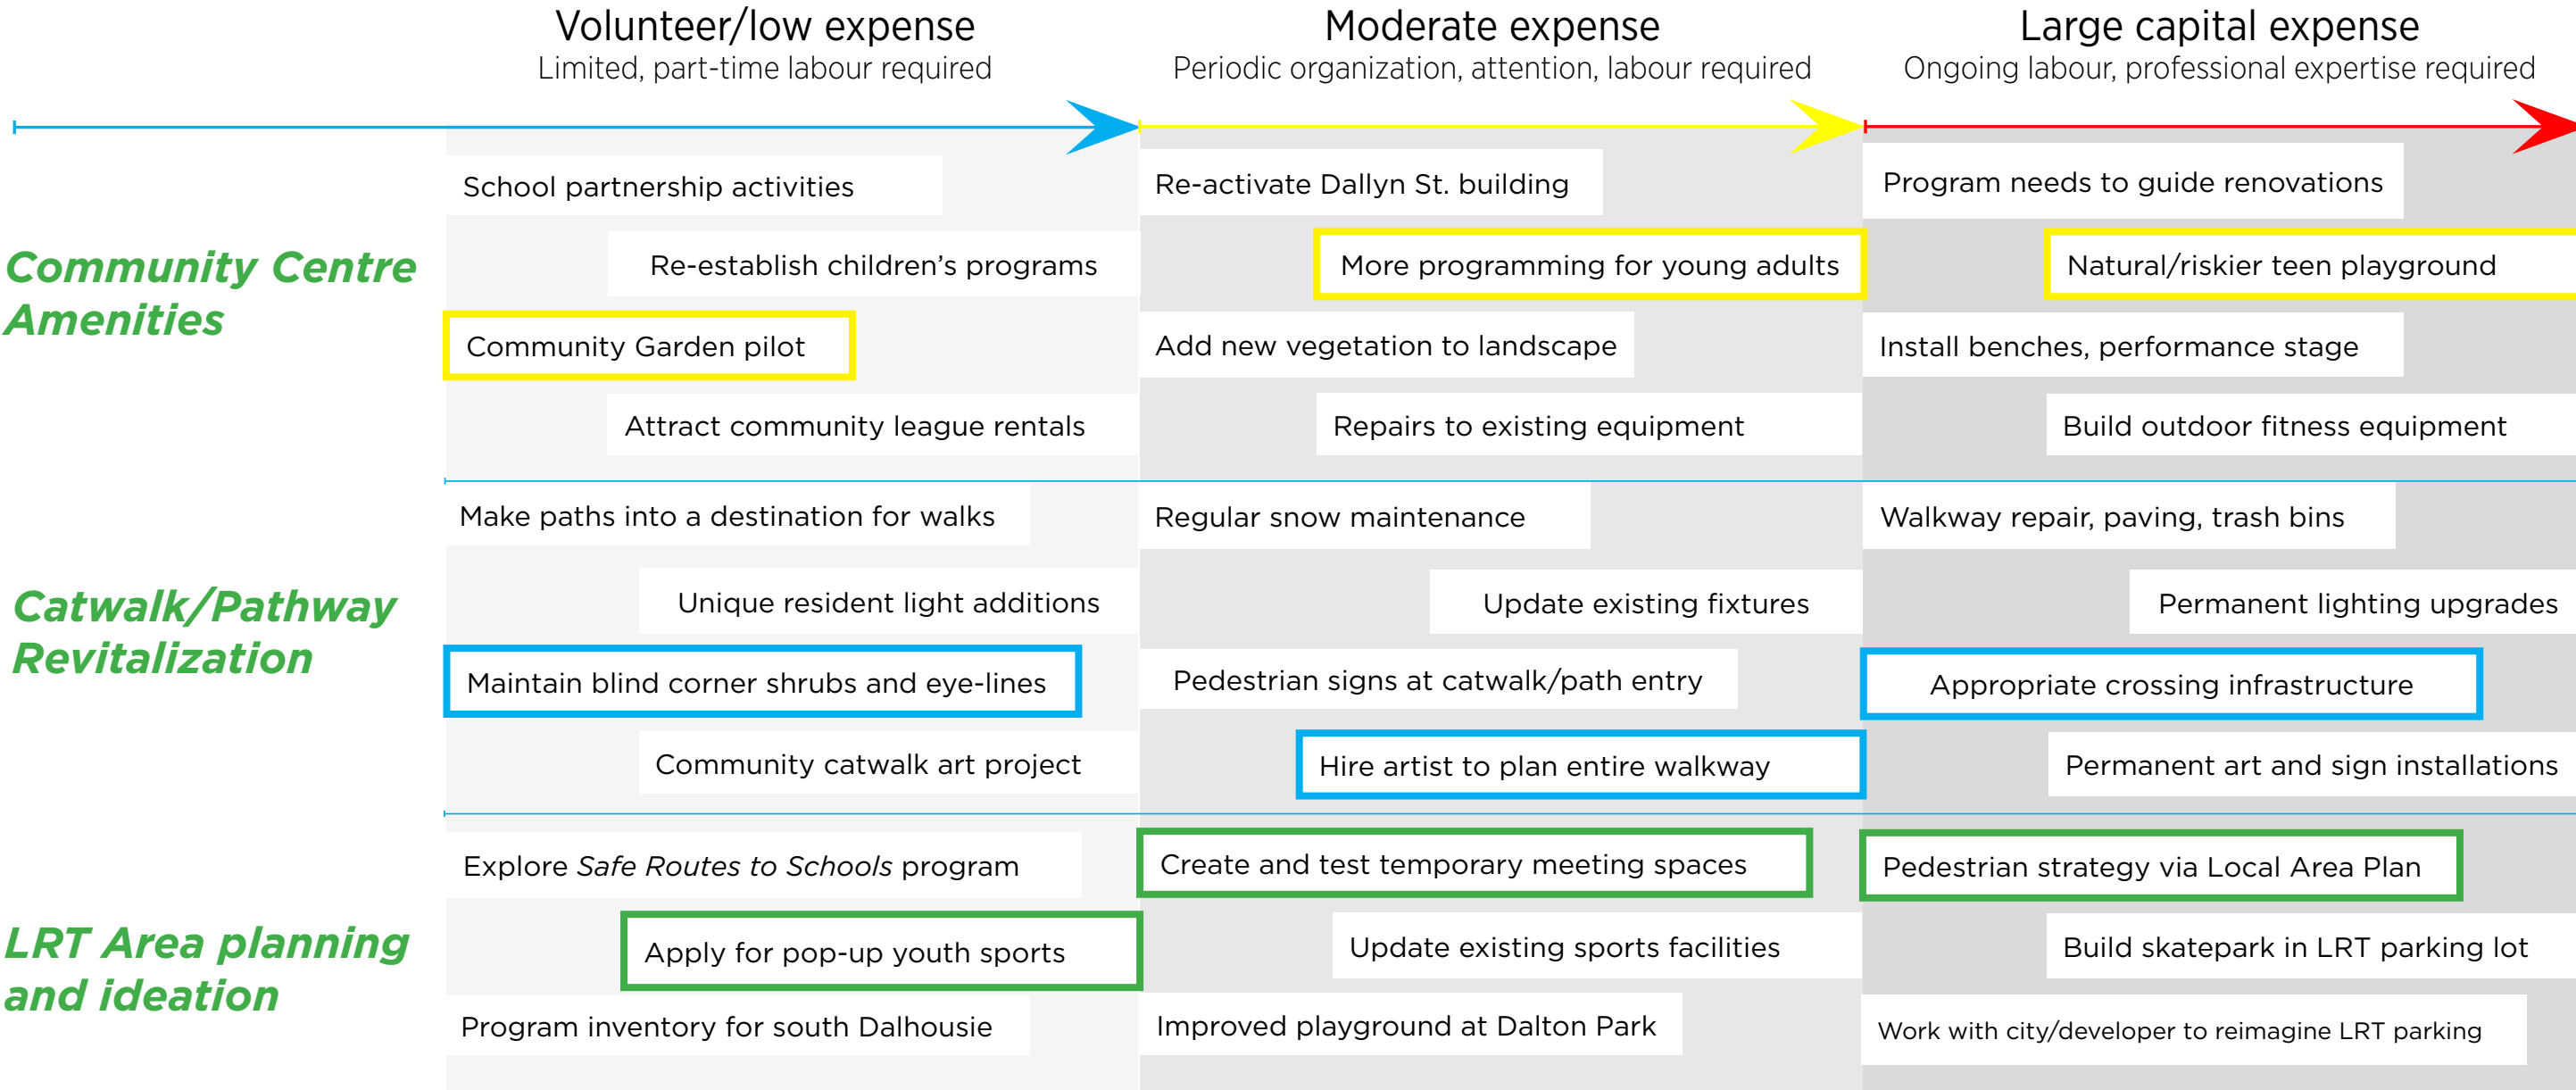 Volunteer/low expense
Limited, part-time labour required
Moderate expense
Periodic organization, attention, labour required
Large capital expense
Ongoing labour, professional expertise required
Community Centre
Amenities
School partnership activities
Re-establish children’s programs
Community Garden pilot
Attract community league rentals
Re-activate Dallyn St. building
More programming for young adults
Add new vegetation to landscape
Repairs to existing equipment
Program needs to guide renovations
Natural/riskier teen playground
Install benches, performance stage
Build outdoor fitness equipment
Catwalk/Pathway
Revitalization
Make paths into a destination for walks
Unique resident light additions
Maintain blind corner shrubs and eye-lines
Community catwalk art project
Regular snow maintenance
Update existing fixtures
Pedestrian signs at catwalk/path entry
Hire artist to plan entire walkway
Walkway repair, paving, trash bins
Permanent lighting upgrades
Appropriate crossing infrastructure
Permanent art and sign installations
LRT Area planning
and ideation
Explore Safe Routes to Schools program
Apply for pop-up youth sports
Program inventory for south Dalhousie
Create and test temporary meeting spaces
Update existing sports facilities
Improved playground at Dalton Park
Pedestrian strategy via Local Area Plan
Build skatepark in LRT parking lot
Work with city/developer to reimagine LRT parking